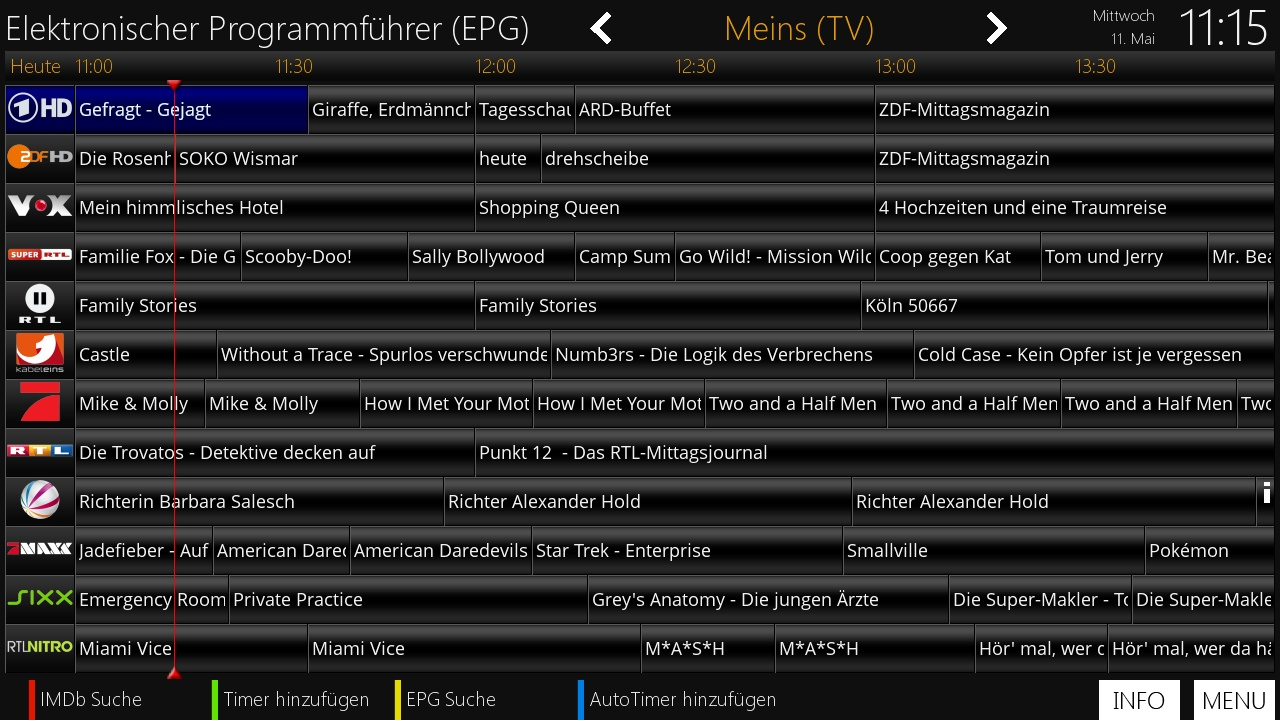 Elektronischer Programmführer (EPG) Meins (TV) Mittwoch 11. Mai 11:15
Heute 11:00 11:30 12:00 12:30 13:00 13:30
1 HD Gefragt - Gejagt Giraffe, Erdmännch Tagesschau ARD-Buffet ZDF-Mittagsmagazin
ZDF HD Die Rosenh SOKO Wismar heute drehscheibe ZDF-Mittagsmagazin
VOX Mein himmlisches Hotel Shopping Queen 4 Hochzeiten und eine Traumreise
SUPER RTL Familie Fox - Die G Scooby-Doo! Sally Bollywood Camp Sum Go Wild! - Mission Wild Coop gegen Kat Tom und Jerry Mr. Bea
RTL II Family Stories Family Stories Köln 50667
kabel eins Castle Without a Trace - Spurlos verschwunde Numb3rs - Die Logik des Verbrechens Cold Case - Kein Opfer ist je vergessen
7 Mike & Molly Mike & Molly How I Met Your Mot How I Met Your Mot Two and a Half Men Two and a Half Men Two and a Half Men Two
RTL Die Trovatos - Detektive decken auf Punkt 12 - Das RTL-Mittagsjournal
Richterin Barbara Salesch Richter Alexander Hold Richter Alexander Hold i
7 MAXX Jadefieber - Auf American Dared American Daredevils Star Trek - Enterprise Smallville Pokémon
SIXX Emergency Room Private Practice Grey's Anatomy - Die jungen Ärzte Die Super-Makler - To Die Super-Makle
RTLNITRO Miami Vice Miami Vice M*A*S*H M*A*S*H Hör' mal, wer d Hör' mal, wer da hä
IMDb Suche Timer hinzufügen EPG Suche AutoTimer hinzufügen INFO MENU